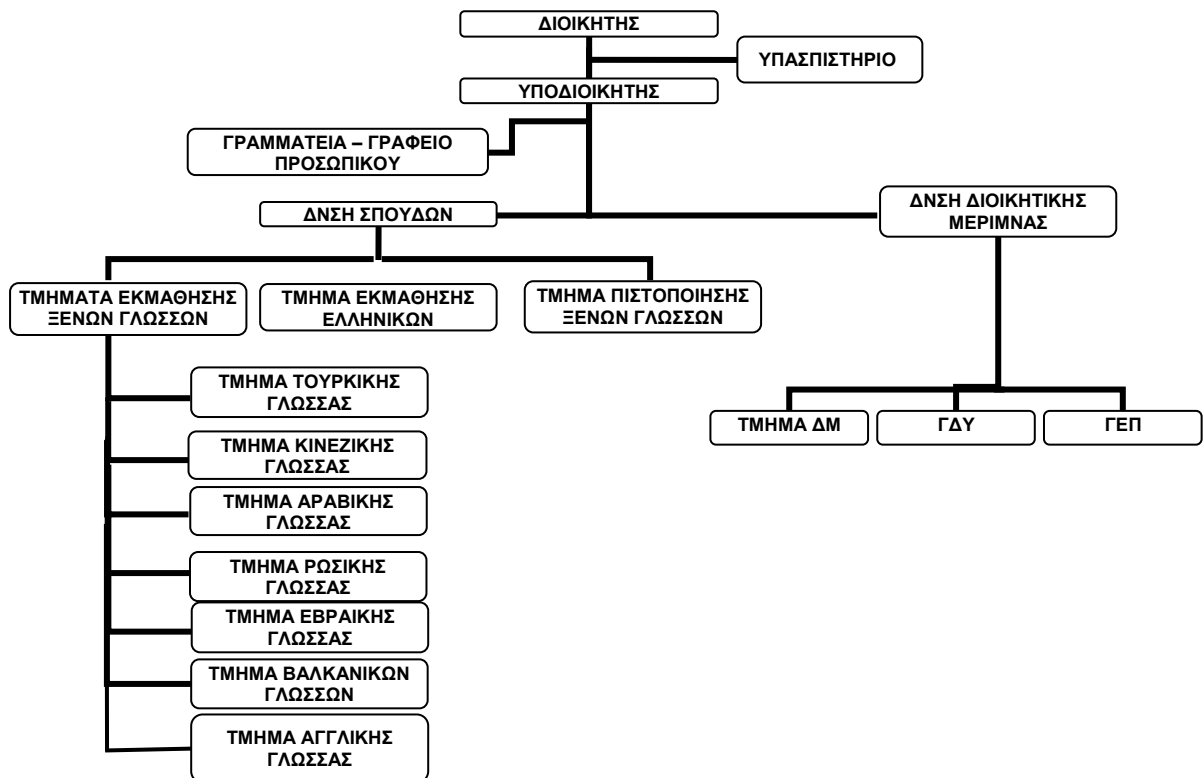 ΔΙΟΙΚΗΤΗΣ
ΥΠΑΣΠΙΣΤΗΡΙΟ
ΥΠΟΔΙΟΙΚΗΤΗΣ
ΓΡΑΜΜΑΤΕΙΑ – ΓΡΑΦΕΙΟ
ΠΡΟΣΩΠΙΚΟΥ
ΔΝΣΗ ΣΠΟΥΔΩΝ
ΔΝΣΗ ΔΙΟΙΚΗΤΙΚΗΣ
ΜΕΡΙΜΝΑΣ
ΤΜΗΜΑΤΑ ΕΚΜΑΘΗΣΗΣ
ΞΕΝΩΝ ΓΛΩΣΣΩΝ
ΤΜΗΜΑ ΕΚΜΑΘΗΣΗΣ
ΕΛΛΗΝΙΚΩΝ
ΤΜΗΜΑ ΠΙΣΤΟΠΟΙΗΣΗΣ
ΞΕΝΩΝ ΓΛΩΣΣΩΝ
ΤΜΗΜΑ ΤΟΥΡΚΙΚΗΣ
ΓΛΩΣΣΑΣ
ΤΜΗΜΑ ΚΙΝΕΖΙΚΗΣ
ΓΛΩΣΣΑΣ
ΤΜΗΜΑ ΑΡΑΒΙΚΗΣ
ΓΛΩΣΣΑΣ
ΤΜΗΜΑ ΡΩΣΙΚΗΣ
ΓΛΩΣΣΑΣ
ΤΜΗΜΑ ΕΒΡΑΙΚΗΣ
ΓΛΩΣΣΑΣ
ΤΜΗΜΑ ΒΑΛΚΑΝΙΚΩΝ
ΓΛΩΣΣΩΝ
ΤΜΗΜΑ ΑΓΓΛΙΚΗΣ
ΓΛΩΣΣΑΣ
ΤΜΗΜΑ ΔΜ
ΓΔΥ
ΓΕΠ